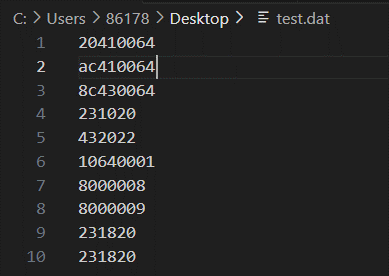 C: > Users > 86178 > Desktop > test.dat
1 20410064
2 ac410064
3 8c430064
4 231020
5 432022
6 10640001
7 8000008
8 8000009
9 231820
10 231820